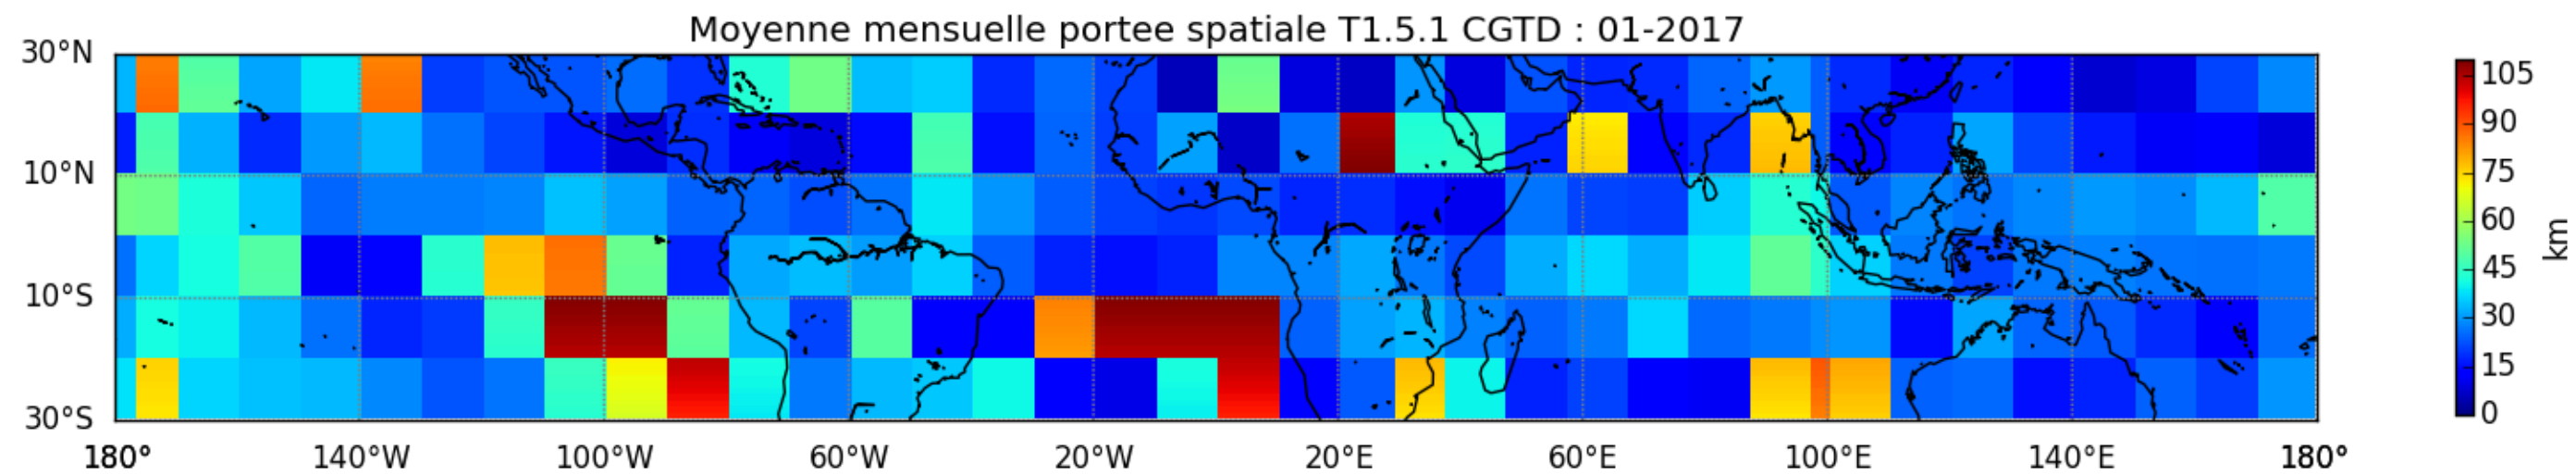 Moyenne mensuelle portee spatiale T1.5.1 CGTD : 01-2017
30°N
10°N
10°S
30°S
180° 140°W 100°W 60°W 20°W 20°E 60°E 100°E 140°E 180°
105
90
75
60
45
30
15
0
km